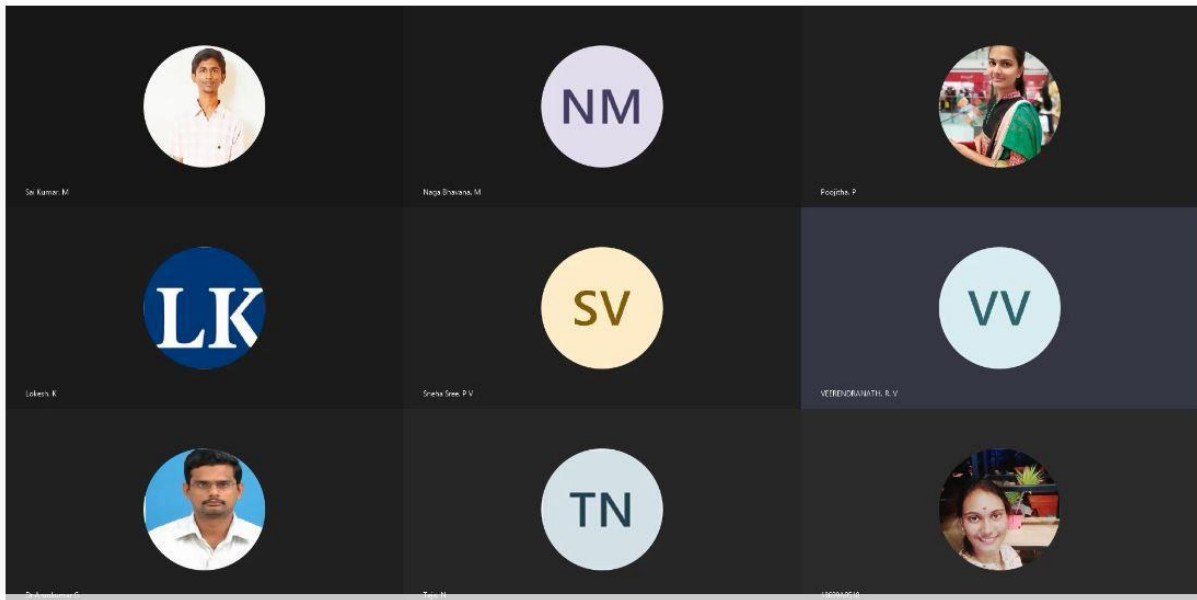 NM
Sai Kumar. M
Naga Bhavana. M
Poojitha. P
LK
SV
VV
Lokesh. K
Sneha Sree. P V
VEERENDRANATH. R. V
TN